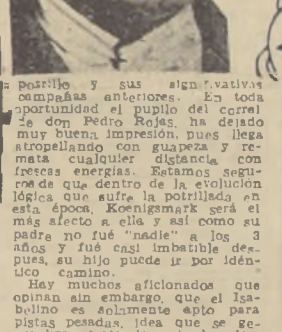 potrillo y sus
campañas anteriores. En toda
oportunidad el pupilo del corral
de don Pedro Rojas, ha dejado
muy buena impresión, pues llega
atropellando con guapeza y re-
mata cualquier distancia con
frescas energías. Estamos segu-
ros de que dentro de la evolución
lógica que sufre la potrillada en
esta época, Koenigsmark será el
más afecto a ella y así como su
padre no fué "nadie" a los 3
años y fué casi imbatible des-
pues, su hijo puede ir por idén-
tico camino.
Hay muchos aficionados que
opinan sin embargo, que el Isa-
belino es solamente apto para
pistas pesadas, idea que se ge-